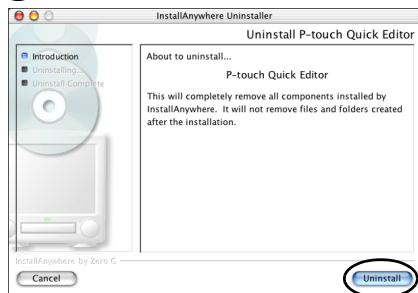 InstallAnywhere Uninstaller
Uninstall P-touch Quick Editor
Introduction
Uninstalling...
Uninstall Complete
About to uninstall...
P-touch Quick Editor
This will completely remove all components installed by
InstallAnywhere. It will not remove files and folders created
after the installation.
InstallAnywhere by Zero G
Cancel
Uninstall